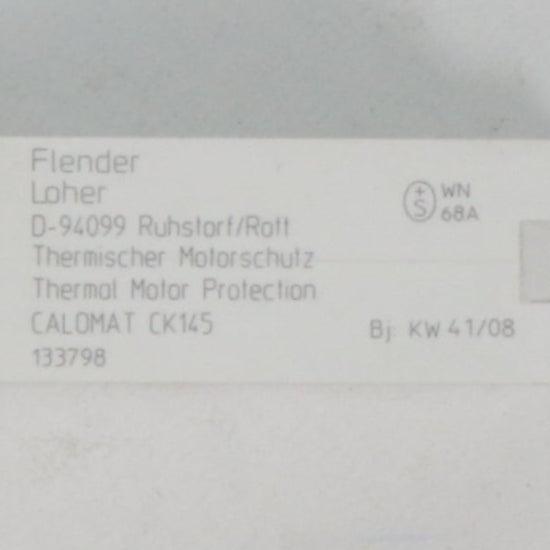 Flender
Loher
D-94099 Ruhstorf/Rott
Thermischer Motorschutz
Thermal Motor Protection
CALOMAT CK145
133798
+
S
WN
68A
Bj: KW 41/08